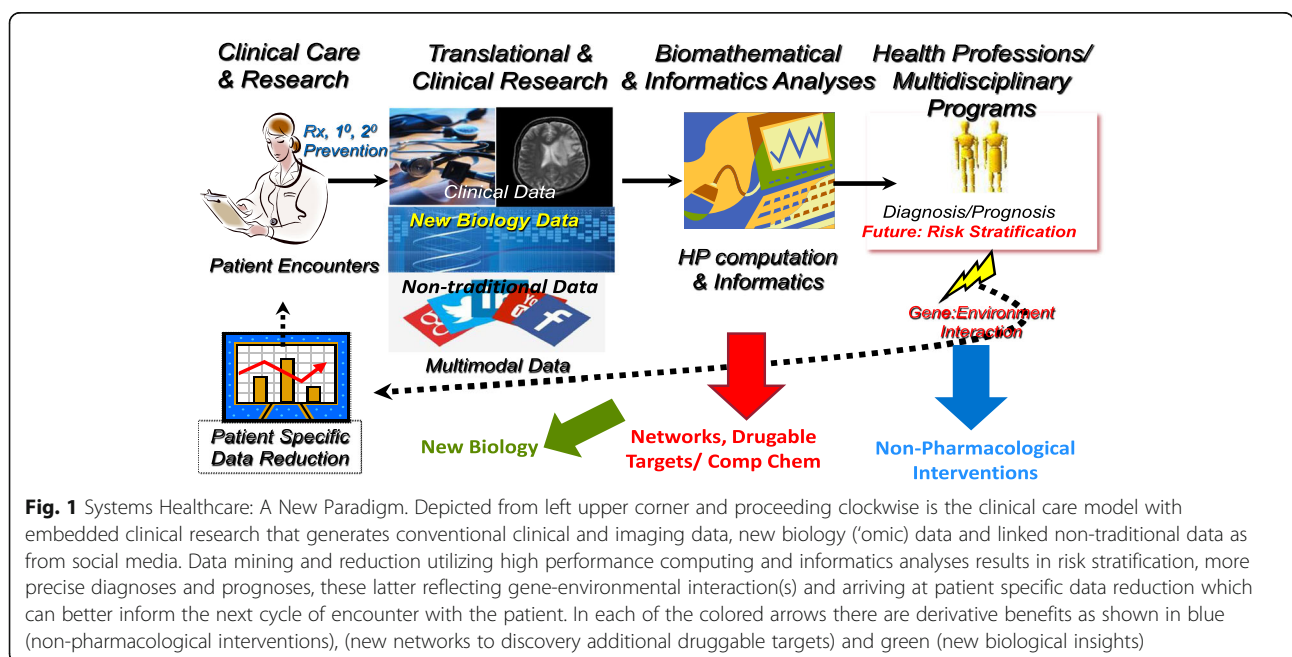 Clinical Care
& Research
Translational &
Clinical Research
Biomathematical
& Informatics Analyses
Health Professions/
Multidisciplinary
Programs
Rx, 1⁰, 2⁰
Prevention
Clinical Data
New Biology Data
Non-traditional Data
Multimodal Data
Patient Encounters
HP computation
& Informatics
Diagnosis/Prognosis
Future: Risk Stratification
Gene:Environment
Interaction
Patient Specific
Data Reduction
New Biology
Networks, Drugable
Targets/ Comp Chem
Non-Pharmacological
Interventions
Fig. 1 Systems Healthcare: A New Paradigm. Depicted from left upper corner and proceeding clockwise is the clinical care model with
embedded clinical research that generates conventional clinical and imaging data, new biology (‘omic) data and linked non-traditional data as
from social media. Data mining and reduction utilizing high performance computing and informatics analyses results in risk stratification, more
precise diagnoses and prognoses, these latter reflecting gene-environmental interaction(s) and arriving at patient specific data reduction which
can better inform the next cycle of encounter with the patient. In each of the colored arrows there are derivative benefits as shown in blue
(non-pharmacological interventions), (new networks to discovery additional druggable targets) and green (new biological insights)